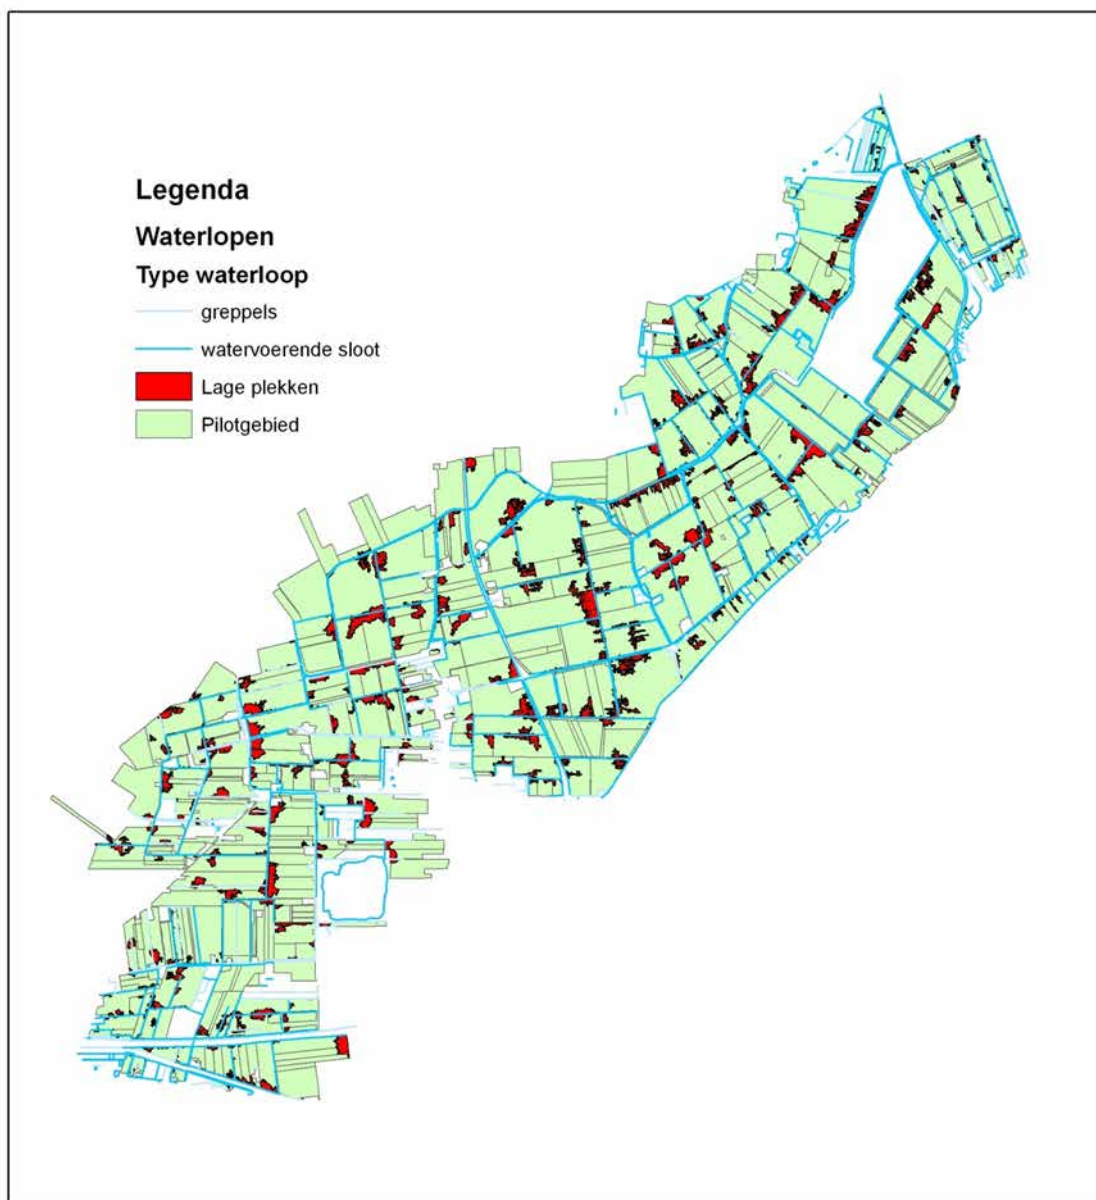 Legenda
Waterlopen
Type waterloop
greppels
watervoerende sloot
Lage plekken
Pilotgebied